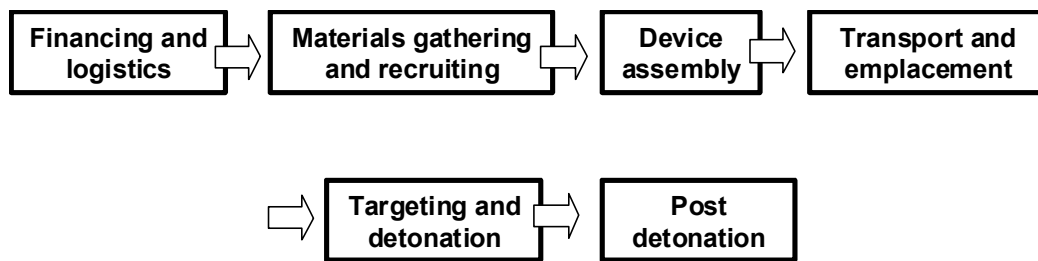 Financing and
logistics
Materials gathering
and recruiting
Device
assembly
Transport and
emplacement
Targeting and
detonation
Post
detonation